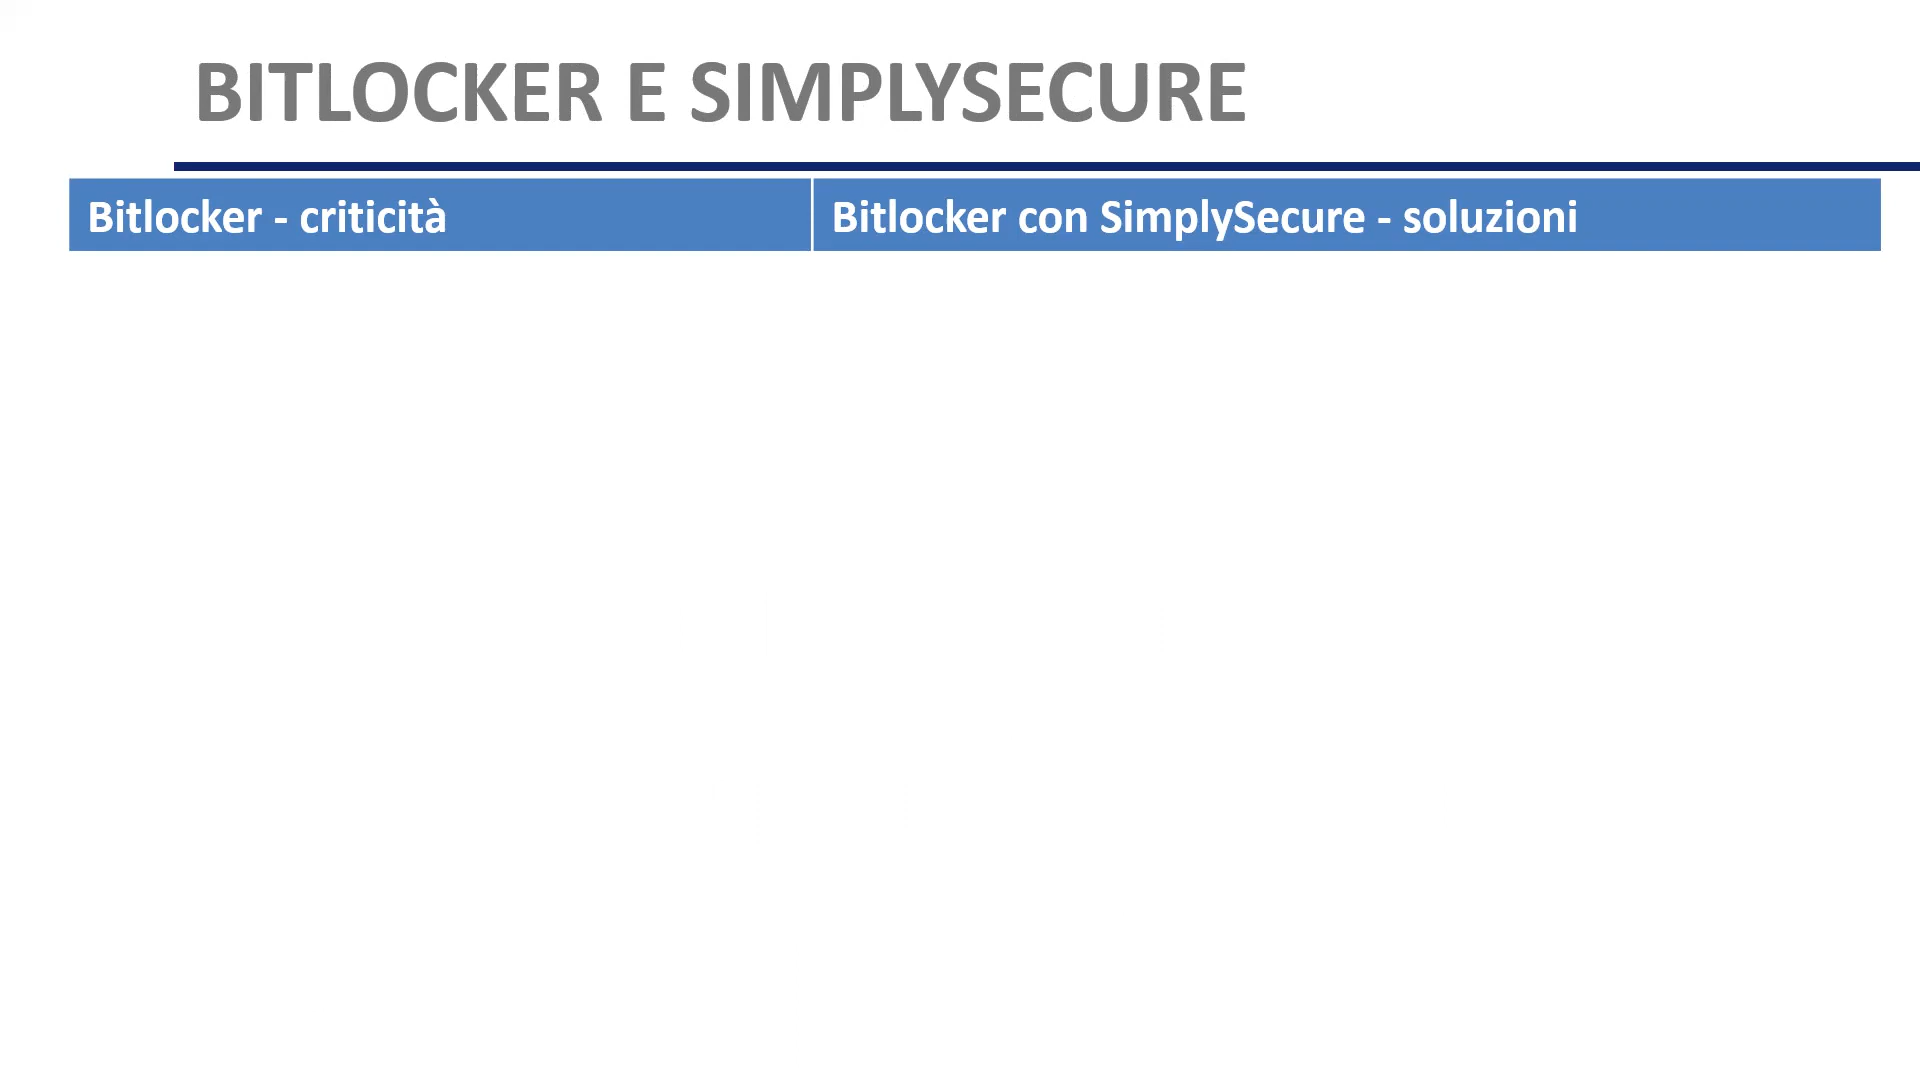 BITLOCKER E SIMPLYSECURE
Bitlocker - criticità
Bitlocker con SimplySecure - soluzioni